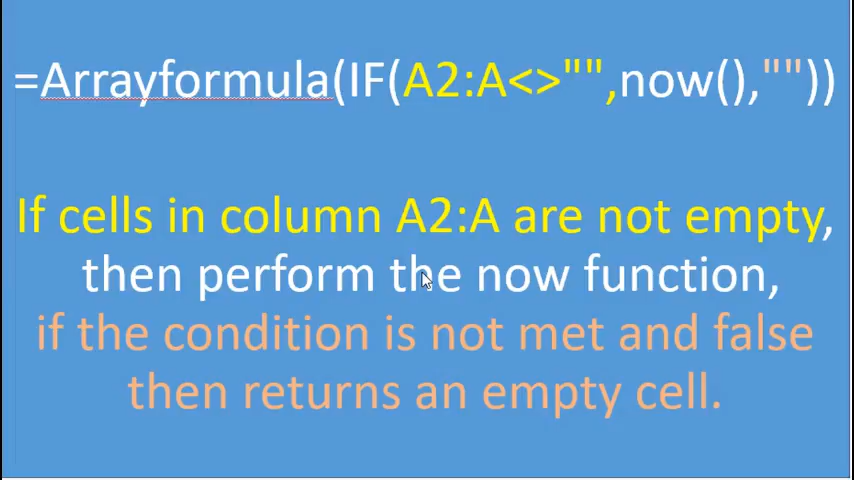 =Arrayformula(IF(A2:A<>"",now(),""))
If cells in column A2:A are not empty,
then perform the now function,
if the condition is not met and false
then returns an empty cell.